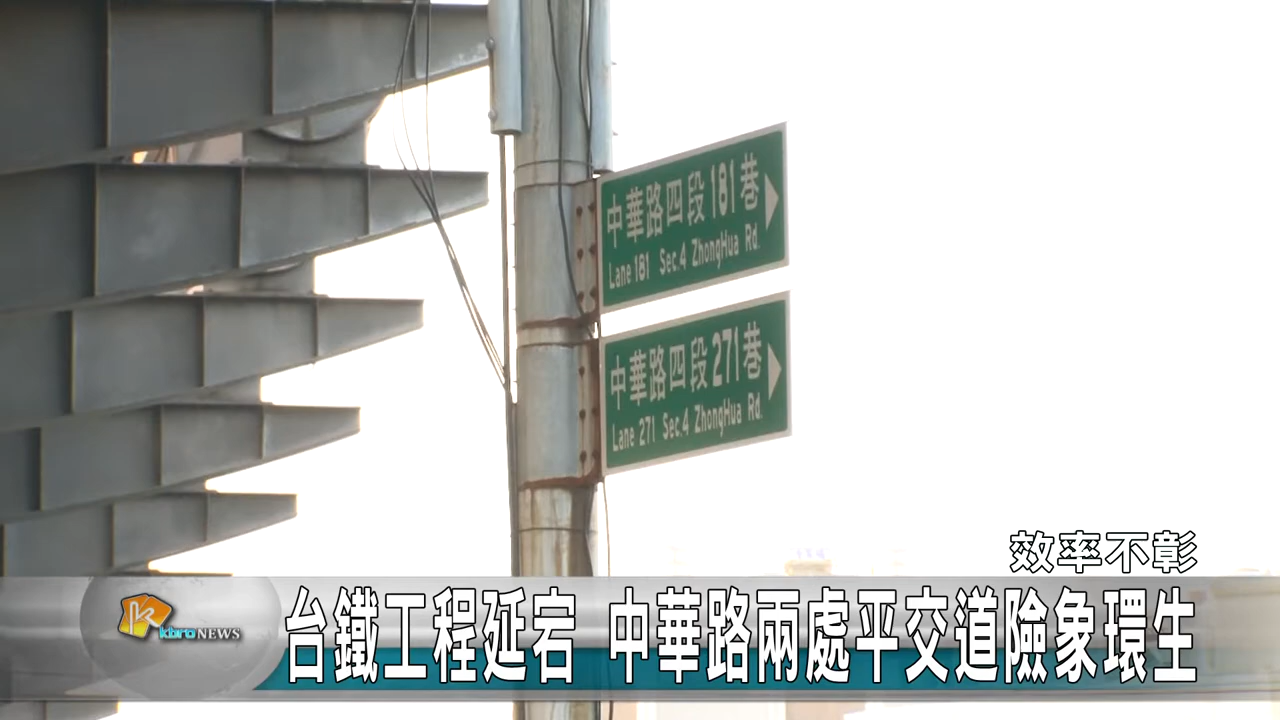 中華路四段181巷
Lane 181 Sec.4 ZhongHua Rd.
中華路四段271巷
Lane 271 Sec.4 ZhongHua Rd.
效率不彰
kbro NEWS
台鐵工程延宕 中華路兩處平交道險象環生